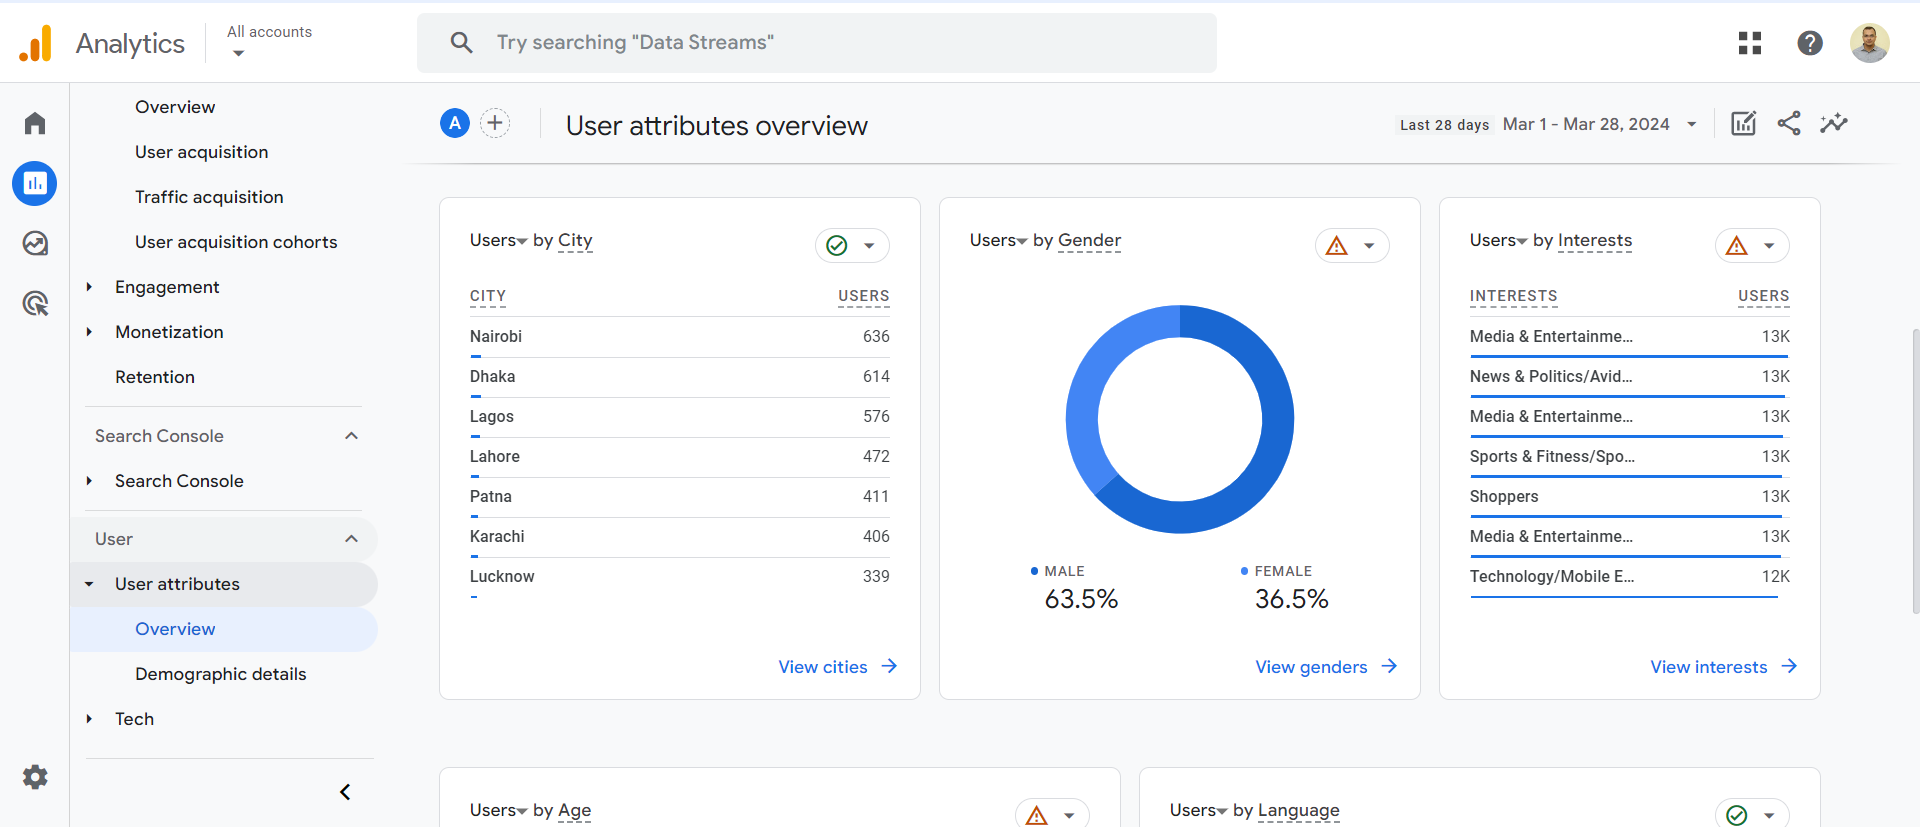 Analytics
All accounts
Try searching "Data Streams"
?
Overview
User acquisition
Traffic acquisition
User acquisition cohorts
Engagement
Monetization
Retention
Search Console
Search Console
User
User attributes
Overview
Demographic details
Tech
A
User attributes overview
Last 28 days Mar 1 - Mar 28, 2024
Users by City
CITY USERS
Nairobi 636
Dhaka 614
Lagos 576
Lahore 472
Patna 411
Karachi 406
Lucknow 339
View cities
Users by Gender
MALE FEMALE
63.5% 36.5%
View genders
Users by Interests
INTERESTS USERS
Media & Entertainme... 13K
News & Politics/Avid... 13K
Media & Entertainme... 13K
Sports & Fitness/Spo... 13K
Shoppers 13K
Media & Entertainme... 13K
Technology/Mobile E... 12K
View interests
Users by Age
Users by Language